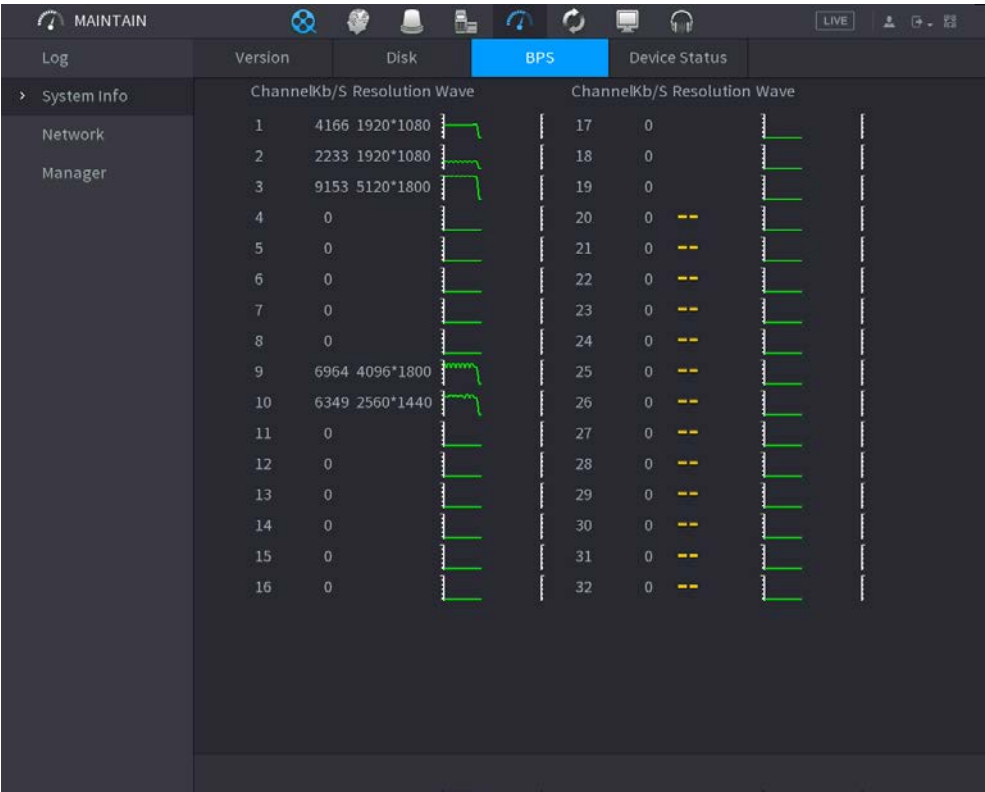 MAINTAIN LIVE
Log Version Disk BPS Device Status
System Info
Network
Manager
ChannelKb/S Resolution Wave ChannelKb/S Resolution Wave
1 4166 1920*1080 17 0
2 2233 1920*1080 18 0
3 9153 5120*1800 19 0
4 0 20 0 --
5 0 21 0 --
6 0 22 0 --
7 0 23 0 --
8 0 24 0 --
9 6964 4096*1800 25 0 --
10 6349 2560*1440 26 0 --
11 0 27 0 --
12 0 28 0 --
13 0 29 0 --
14 0 30 0 --
15 0 31 0 --
16 0 32 0 --